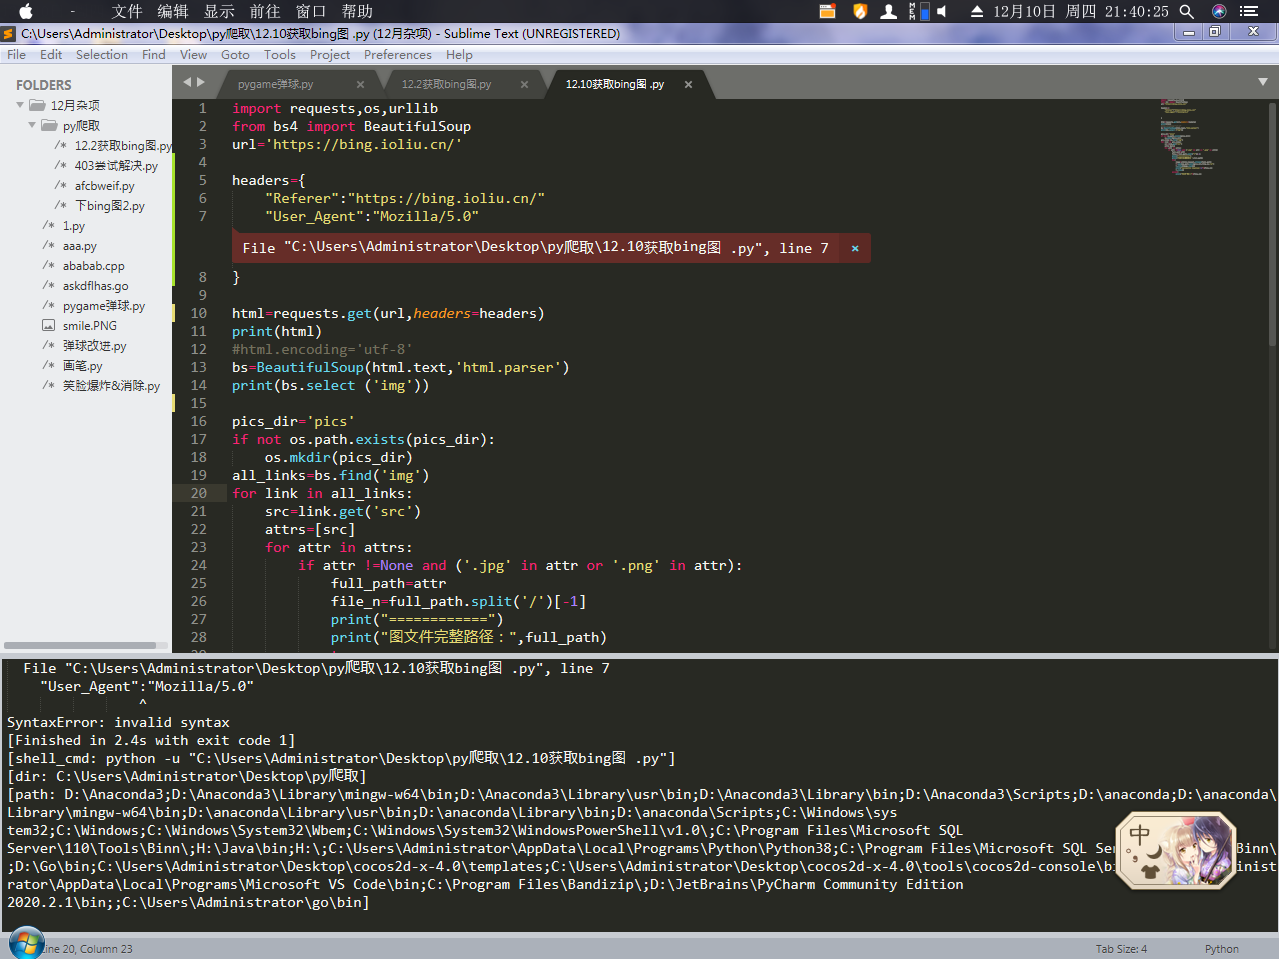 - 文件 编辑 显示 前往 窗口 帮助 MEM 12月10日 周四 21:40:25
C:\Users\Administrator\Desktop\py爬取\12.10获取bing图 .py (12月杂项) - Sublime Text (UNREGISTERED)
File Edit Selection Find View Goto Tools Project Preferences Help
FOLDERS
12月杂项
py爬取
12.2获取bing图.py
403尝试解决.py
afcbweif.py
下bing图2.py
1.py
aaa.py
ababab.cpp
askdflhas.go
pygame弹球.py
smile.PNG
弹球改进.py
画笔.py
笑脸爆炸&消除.py
pygame弹球.py × 12.2获取bing图.py × 12.10获取bing图 .py ×
1 import requests,os,urllib
2 from bs4 import BeautifulSoup
3 url='https://bing.ioliu.cn/'
4
5 headers={
6 "Referer":"https://bing.ioliu.cn/"
7 "User_Agent":"Mozilla/5.0"
File "C:\Users\Administrator\Desktop\py爬取\12.10获取bing图 .py", line 7 ×
8 }
9
10 html=requests.get(url,headers=headers)
11 print(html)
12 #html.encoding='utf-8'
13 bs=BeautifulSoup(html.text,'html.parser')
14 print(bs.select ('img'))
15
16 pics_dir='pics'
17 if not os.path.exists(pics_dir):
18 os.mkdir(pics_dir)
19 all_links=bs.find('img')
20 for link in all_links:
21 src=link.get('src')
22 attrs=[src]
23 for attr in attrs:
24 if attr !=None and ('.jpg' in attr or '.png' in attr):
25 full_path=attr
26 file_n=full_path.split('/')[-1]
27 print("============")
28 print("图文件完整路径：",full_path)
File "C:\Users\Administrator\Desktop\py爬取\12.10获取bing图 .py", line 7
"User_Agent":"Mozilla/5.0"
^
SyntaxError: invalid syntax
[Finished in 2.4s with exit code 1]
[shell_cmd: python -u "C:\Users\Administrator\Desktop\py爬取\12.10获取bing图 .py"]
[dir: C:\Users\Administrator\Desktop\py爬取]
[path: D:\Anaconda3;D:\Anaconda3\Library\mingw-w64\bin;D:\Anaconda3\Library\usr\bin;D:\Anaconda3\Library\bin;D:\Anaconda3\Scripts;D:\anaconda;D:\anaconda\
Library\mingw-w64\bin;D:\anaconda\Library\usr\bin;D:\anaconda\Library\bin;D:\anaconda\Scripts;C:\Windows\sys
tem32;C:\Windows;C:\Windows\System32\Wbem;C:\Windows\System32\WindowsPowerShell\v1.0\;C:\Program Files\Microsoft SQL
Server\110\Tools\Binn\;H:\Java\bin;H:\;C:\Users\Administrator\AppData\Local\Programs\Python\Python38;C:\Program Files\Microsoft SQL Ser Binn\
;D:\Go\bin;C:\Users\Administrator\Desktop\cocos2d-x-4.0\templates;C:\Users\Administrator\Desktop\cocos2d-x-4.0\tools\cocos2d-console\b inist
rator\AppData\Local\Programs\Microsoft VS Code\bin;C:\Program Files\Bandizip\;D:\JetBrains\PyCharm Community Edition
2020.2.1\bin;;C:\Users\Administrator\go\bin]
中
Line 20, Column 23 Tab Size: 4 Python